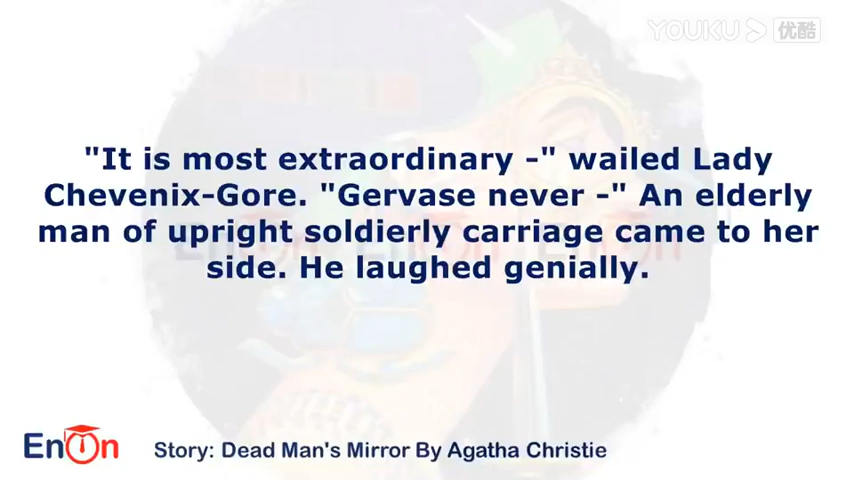 YOUKU 优酷
"It is most extraordinary -" wailed Lady
Chevenix-Gore. "Gervase never -" An elderly
man of upright soldierly carriage came to her
side. He laughed genially.
EnOn
Story: Dead Man's Mirror By Agatha Christie